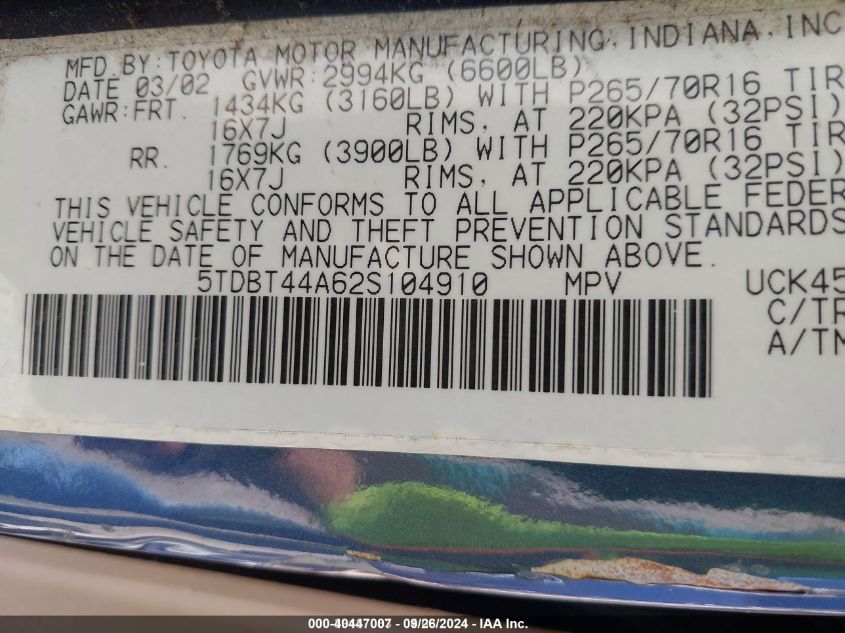 MFD.BY:TOYOTA MOTOR MANUFACTURING,INDIANA,INC
DATE 03/02 GVWR:2994KG (6600LB)
GAWR:FRT. 1434KG (3160LB) WITH P265/70R16 TIR
16X7J RIMS, AT 220KPA (32PSI)
RR. 1769KG (3900LB) WITH P265/70R16 TIR
16X7J RIMS, AT 220KPA (32PSI)
THIS VEHICLE CONFORMS TO ALL APPLICABLE FEDER
VEHICLE SAFETY AND THEFT PREVENTION STANDARDS
ON THE DATE OF MANUFACTURE SHOWN ABOVE.
5TDBT44A62S104910 MPV UCK45
C/TR
A/TM
000-40447007 - 09/26/2024 - IAA Inc.